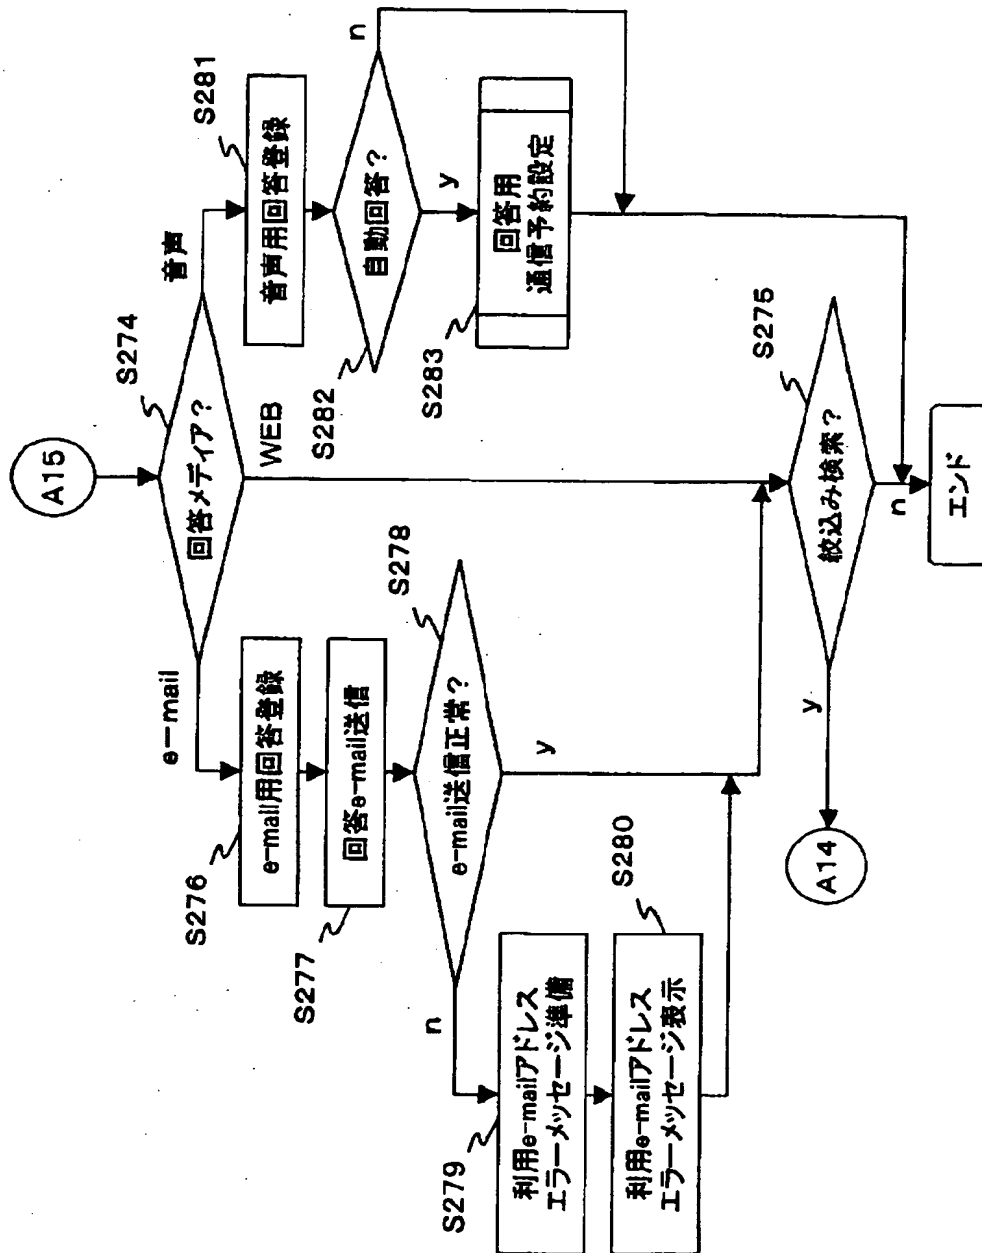 A15
S274
回答メディア?
e-mail
WEB
音声
S276
e-mail用回答登録
S277
回答e-mail送信
S278
e-mail送信正常?
n
y
S279
利用e-mailアドレス
エラーメッセージ準備
S280
利用e-mailアドレス
エラーメッセージ表示
S281
音声用回答登録
S282
自動回答?
n
y
S283
回答用
通信予約設定
S275
絞込み検索?
y
n
A14
エンド